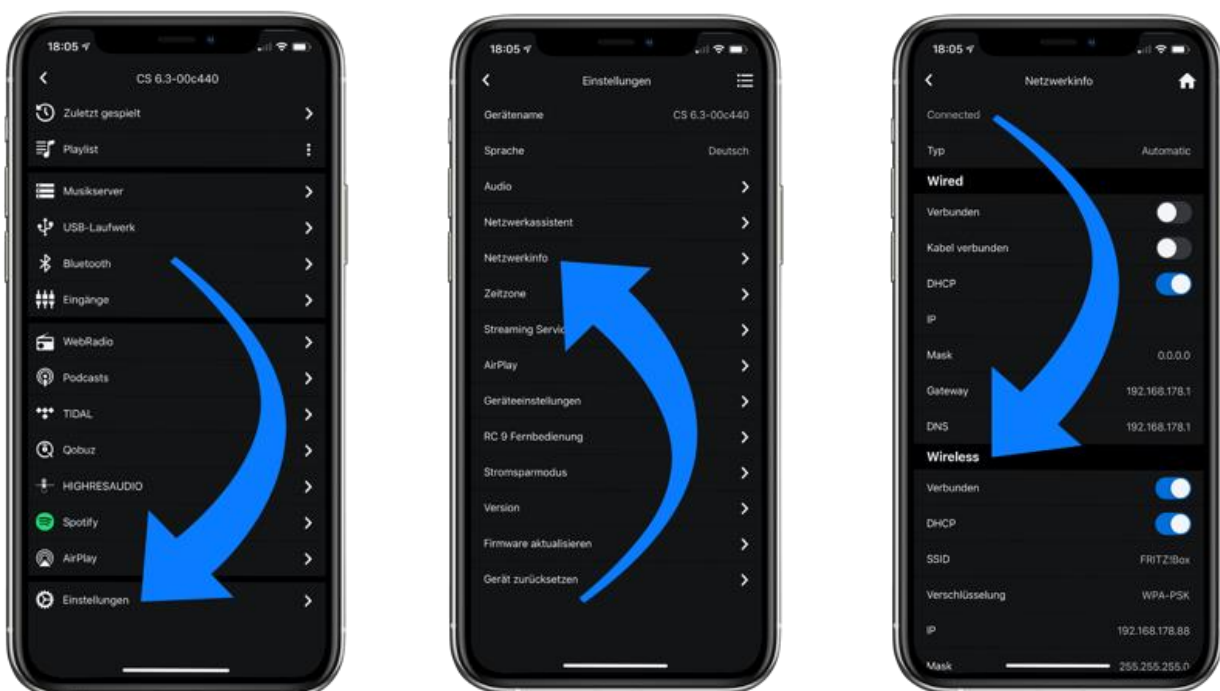 18:05
CS 6.3-00c440
Zuletzt gespielt
Playlist
Musikserver
USB-Laufwerk
Bluetooth
Eingänge
WebRadio
Podcasts
TIDAL
Qobuz
HIGHRESAUDIO
Spotify
AirPlay
Einstellungen
18:05
Einstellungen
Gerätename CS 6.3-00c440
Sprache Deutsch
Audio
Netzwerkassistent
Netzwerkinfo
Zeitzone
Streaming Servic
AirPlay
Geräteeinstellungen
RC 9 Fernbedienung
Stromsparmodus
Version
Firmware aktualisieren
Gerät zurücksetzen
18:05
Netzwerkinfo
Connected
Typ Automatic
Wired
Verbunden
Kabel verbunden
DHCP
IP
Mask 0.0.0.0
Gateway 192.168.178.1
DNS 192.168.178.1
Wireless
Verbunden
DHCP
SSID FRITZ!Box
Verschlüsselung WPA-PSK
IP 192.168.178.88
Mask 255.255.255.0